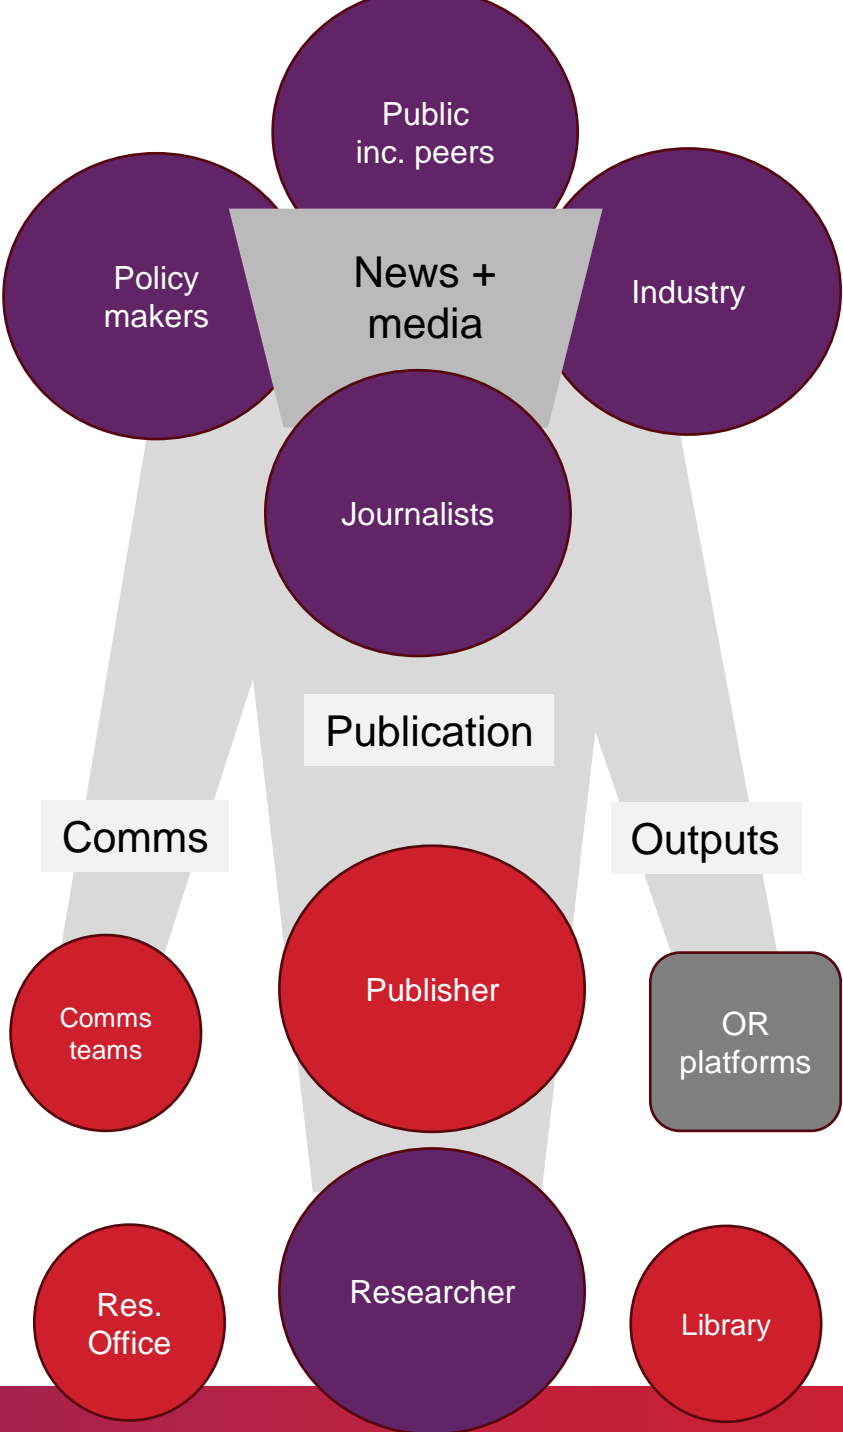 Public
inc. peers
Policy
makers
News +
media
Industry
Journalists
Publication
Comms
Outputs
Publisher
Comms
teams
OR
platforms
Res.
Office
Researcher
Library